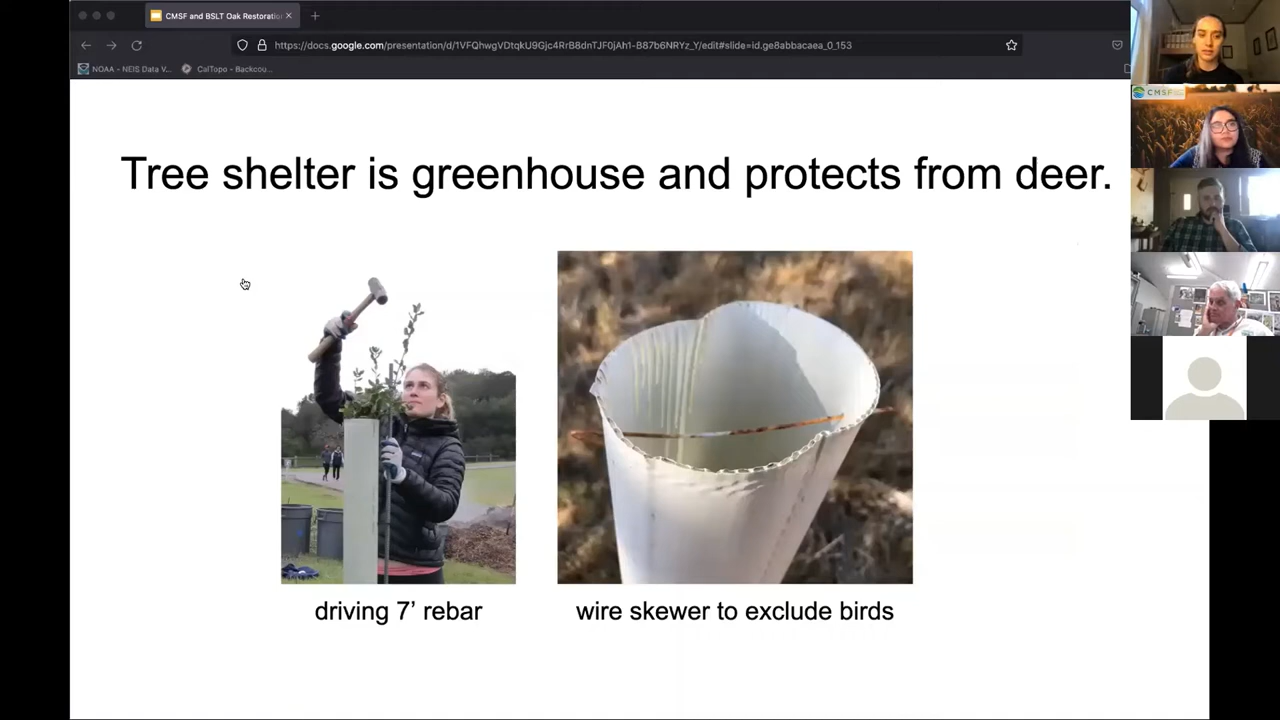 CMSF and BSLT Oak Restoratio
https://docs.google.com/presentation/d/1VFQhwgVDtqkU9Gjc4RrB8dnTJF0jAh1-B87b6NRYz_Y/edit#slide=id.ge8abbacaea_0_153
NOAA - NEIS Data V... CalTopo - Backcou...
CMSF
Tree shelter is greenhouse and protects from deer.
driving 7’ rebar
wire skewer to exclude birds